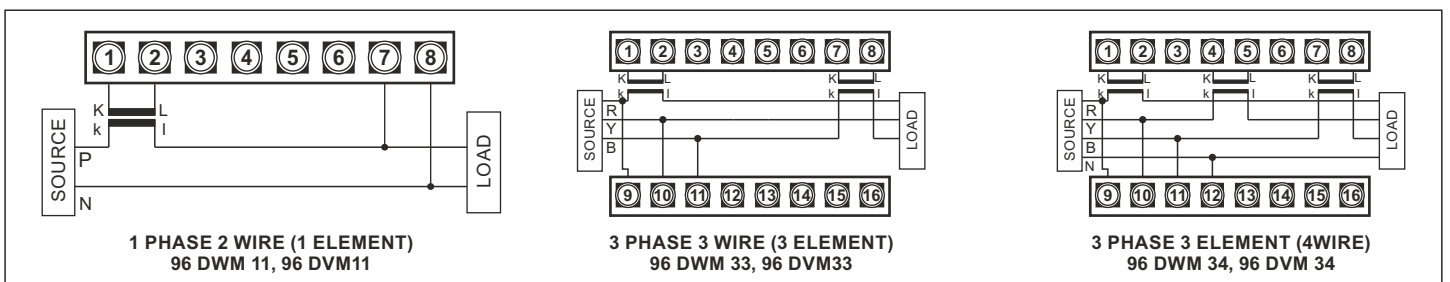 1 2 3 4 5 6 7 8
K L
k l
SOURCE
P
N
LOAD
1 PHASE 2 WIRE (1 ELEMENT)
96 DWM 11, 96 DVM11
1 2 3 4 5 6 7 8
K L K L
k l k l
SOURCE
R
Y
B
LOAD
9 10 11 12 13 14 15 16
3 PHASE 3 WIRE (3 ELEMENT)
96 DWM 33, 96 DVM33
1 2 3 4 5 6 7 8
K L K L K L
k l k l k l
SOURCE
R
Y
B
N
LOAD
9 10 11 12 13 14 15 16
3 PHASE 3 ELEMENT (4WIRE)
96 DWM 34, 96 DVM 34